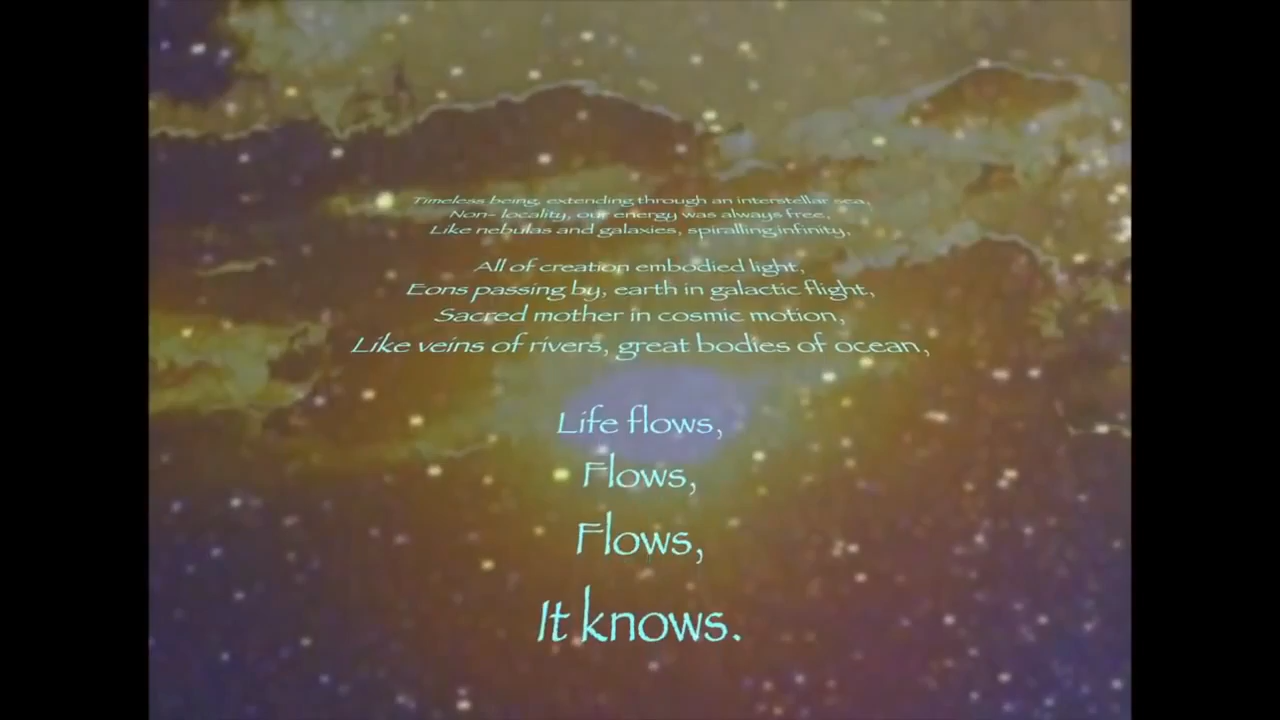 Timeless being, extending through an interstellar sea,
Non- locality, our energy was always free,
Like nebulas and galaxies, spiralling infinity,
All of creation embodied light,
Eons passing by, earth in galactic flight,
Sacred mother in cosmic motion,
Like veins of rivers, great bodies of ocean,
Life flows,
Flows,
Flows,
It knows.